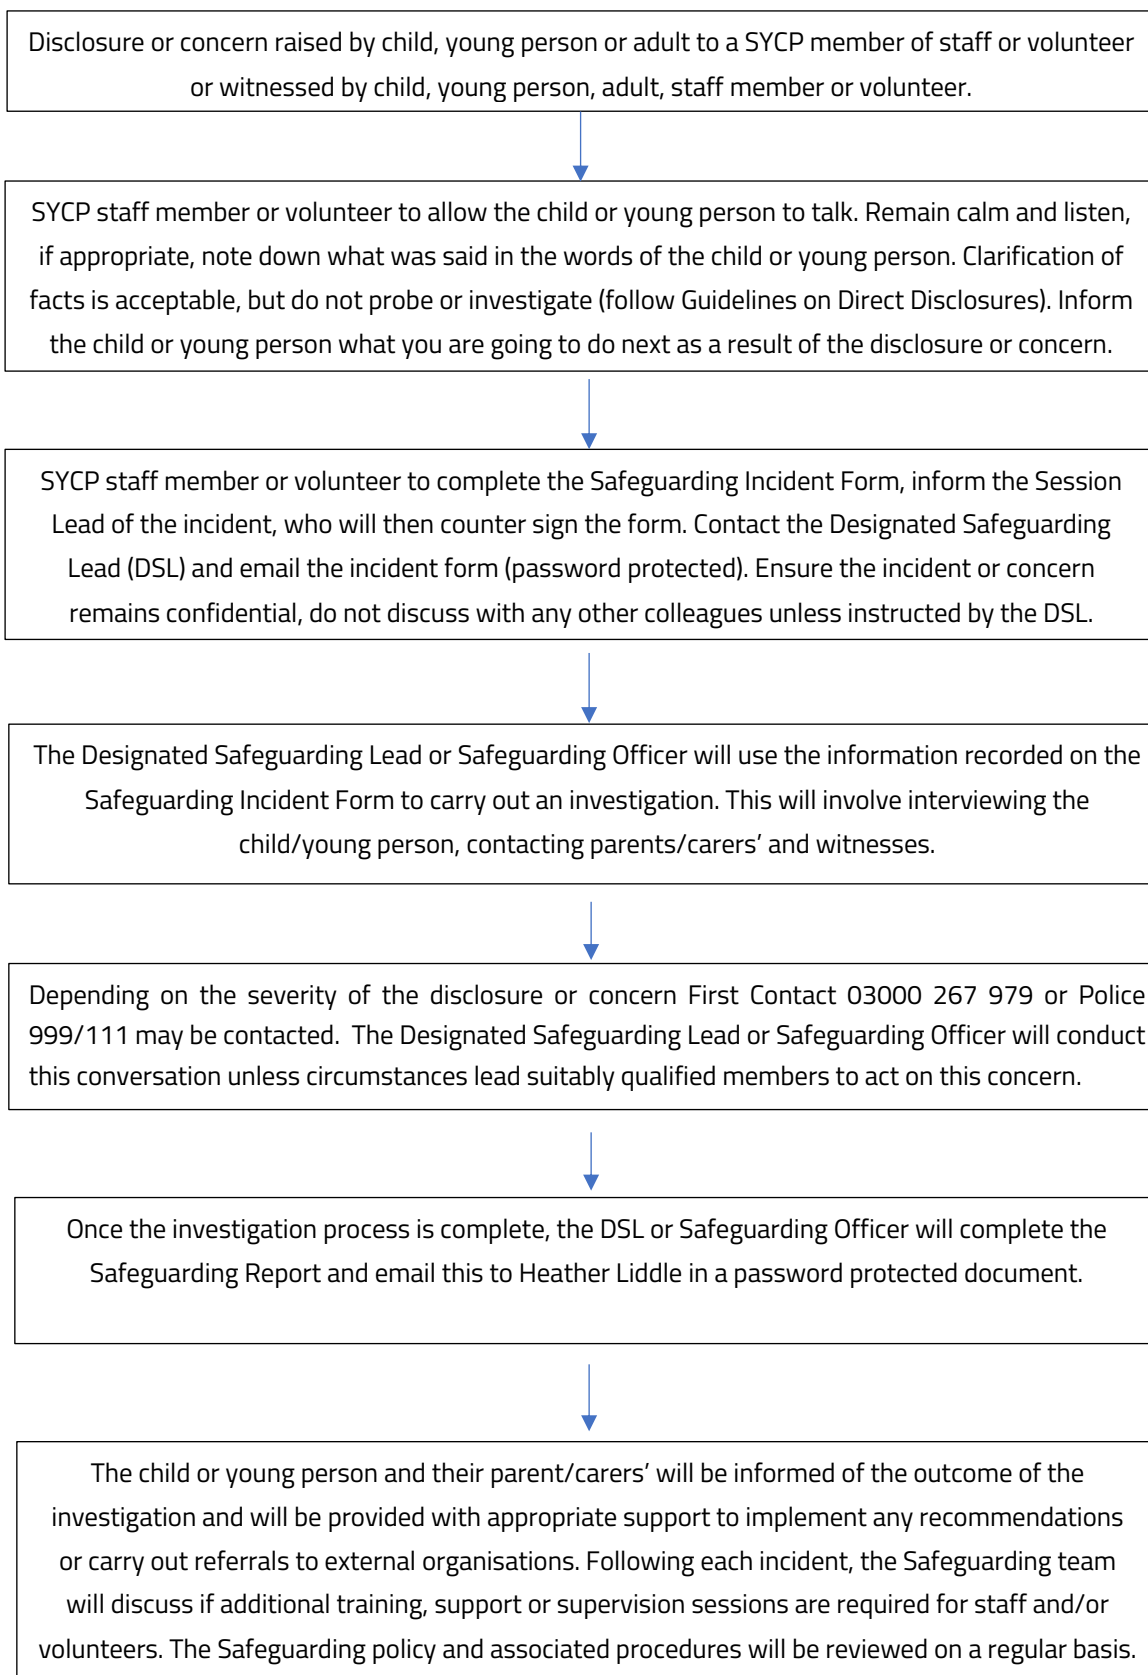 Disclosure or concern raised by child, young person or adult to a SYCP member of staff or volunteer
or witnessed by child, young person, adult, staff member or volunteer.
SYCP staff member or volunteer to allow the child or young person to talk. Remain calm and listen,
if appropriate, note down what was said in the words of the child or young person. Clarification of
facts is acceptable, but do not probe or investigate (follow Guidelines on Direct Disclosures). Inform
the child or young person what you are going to do next as a result of the disclosure or concern.
SYCP staff member or volunteer to complete the Safeguarding Incident Form, inform the Session
Lead of the incident, who will then counter sign the form. Contact the Designated Safeguarding
Lead (DSL) and email the incident form (password protected). Ensure the incident or concern
remains confidential, do not discuss with any other colleagues unless instructed by the DSL.
The Designated Safeguarding Lead or Safeguarding Officer will use the information recorded on the
Safeguarding Incident Form to carry out an investigation. This will involve interviewing the
child/young person, contacting parents/carers’ and witnesses.
Depending on the severity of the disclosure or concern First Contact 03000 267 979 or Police
999/111 may be contacted. The Designated Safeguarding Lead or Safeguarding Officer will conduct
this conversation unless circumstances lead suitably qualified members to act on this concern.
Once the investigation process is complete, the DSL or Safeguarding Officer will complete the
Safeguarding Report and email this to Heather Liddle in a password protected document.
The child or young person and their parent/carers’ will be informed of the outcome of the
investigation and will be provided with appropriate support to implement any recommendations
or carry out referrals to external organisations. Following each incident, the Safeguarding team
will discuss if additional training, support or supervision sessions are required for staff and/or
volunteers. The Safeguarding policy and associated procedures will be reviewed on a regular basis.